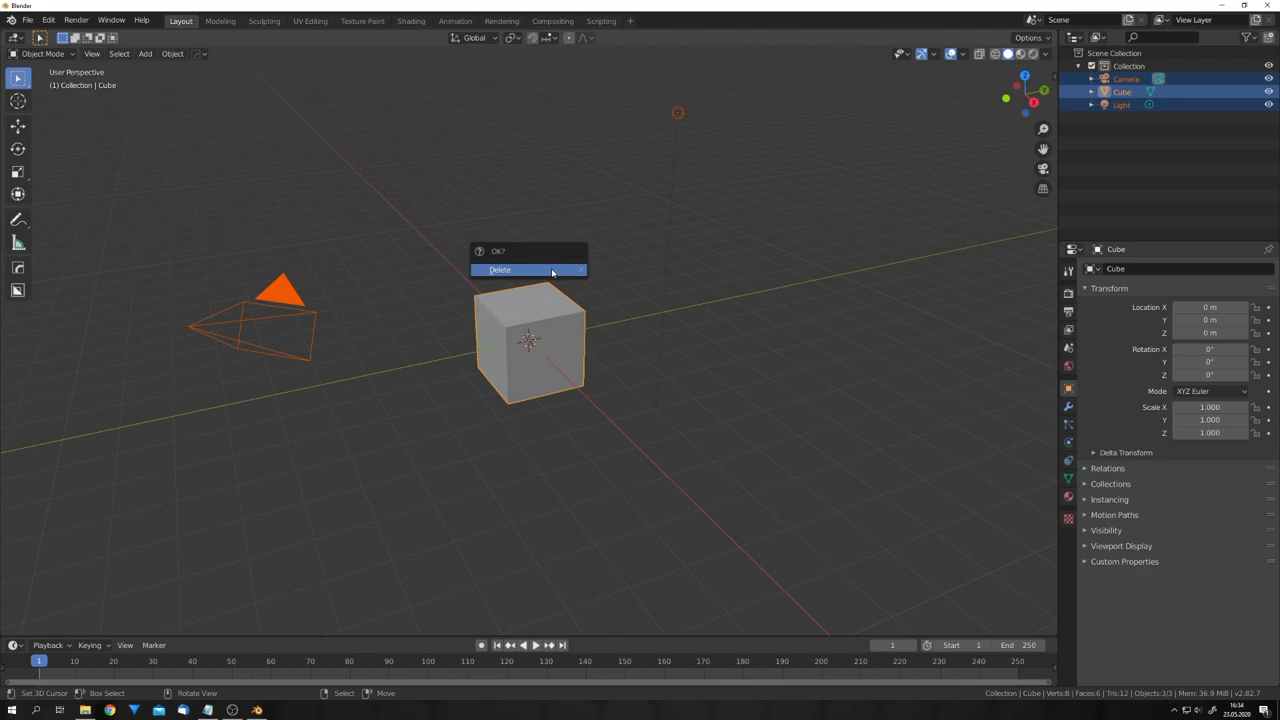 Blender
File Edit Render Window Help Layout Modeling Sculpting UV Editing Texture Paint Shading Animation Rendering Compositing Scripting + Scene View Layer
Global Options
Object Mode View Select Add Object
User Perspective
(1) Collection | Cube
Scene Collection
Collection
Camera
Cube
Light
Z
Y
X
OK?
Delete
Cube
Cube
Transform
Location X 0 m
Y 0 m
Z 0 m
Rotation X 0°
Y 0°
Z 0°
Mode XYZ Euler
Scale X 1.000
Y 1.000
Z 1.000
Delta Transform
Relations
Collections
Instancing
Motion Paths
Visibility
Viewport Display
Custom Properties
Playback Keying View Marker 1 Start 1 End 250
1 10 20 30 40 50 60 70 80 90 100 110 120 130 140 150 160 170 180 190 200 210 220 230 240 250
Set 3D Cursor Box Select Rotate View Select Move Collection | Cube | Verts:8 | Faces:6 | Tris:12 | Objects:3/3 | Mem: 36.9 MiB | v2.82.7
16:34
23.05.2020